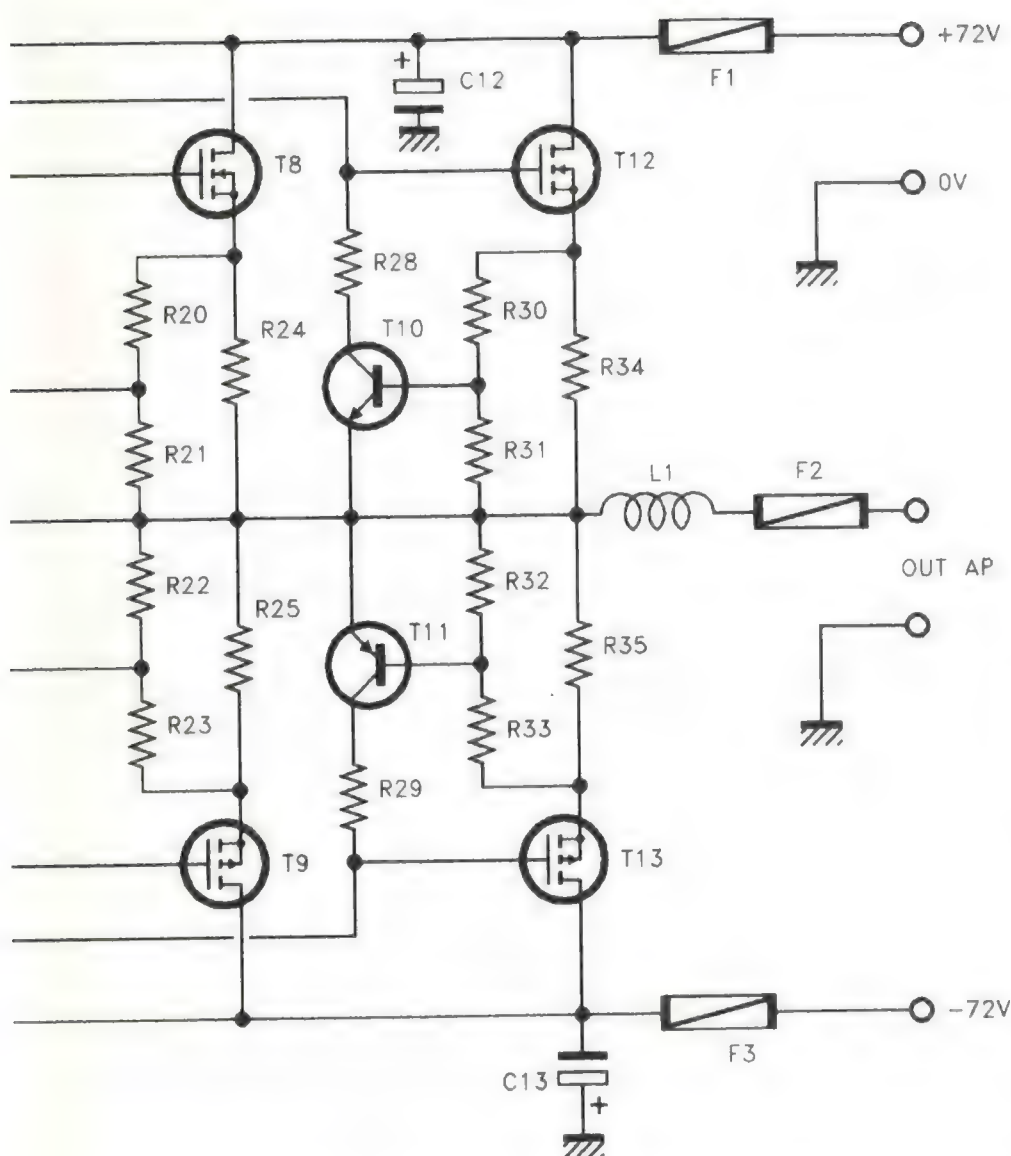 +72V
F1
+
C12
T8
T12
0V
R28
R20
R30
R24
T10
R34
R21
R31
L1
F2
OUT AP
R22
R32
R25
T11
R35
R23
R33
R29
T9
T13
-72V
F3
C13
+